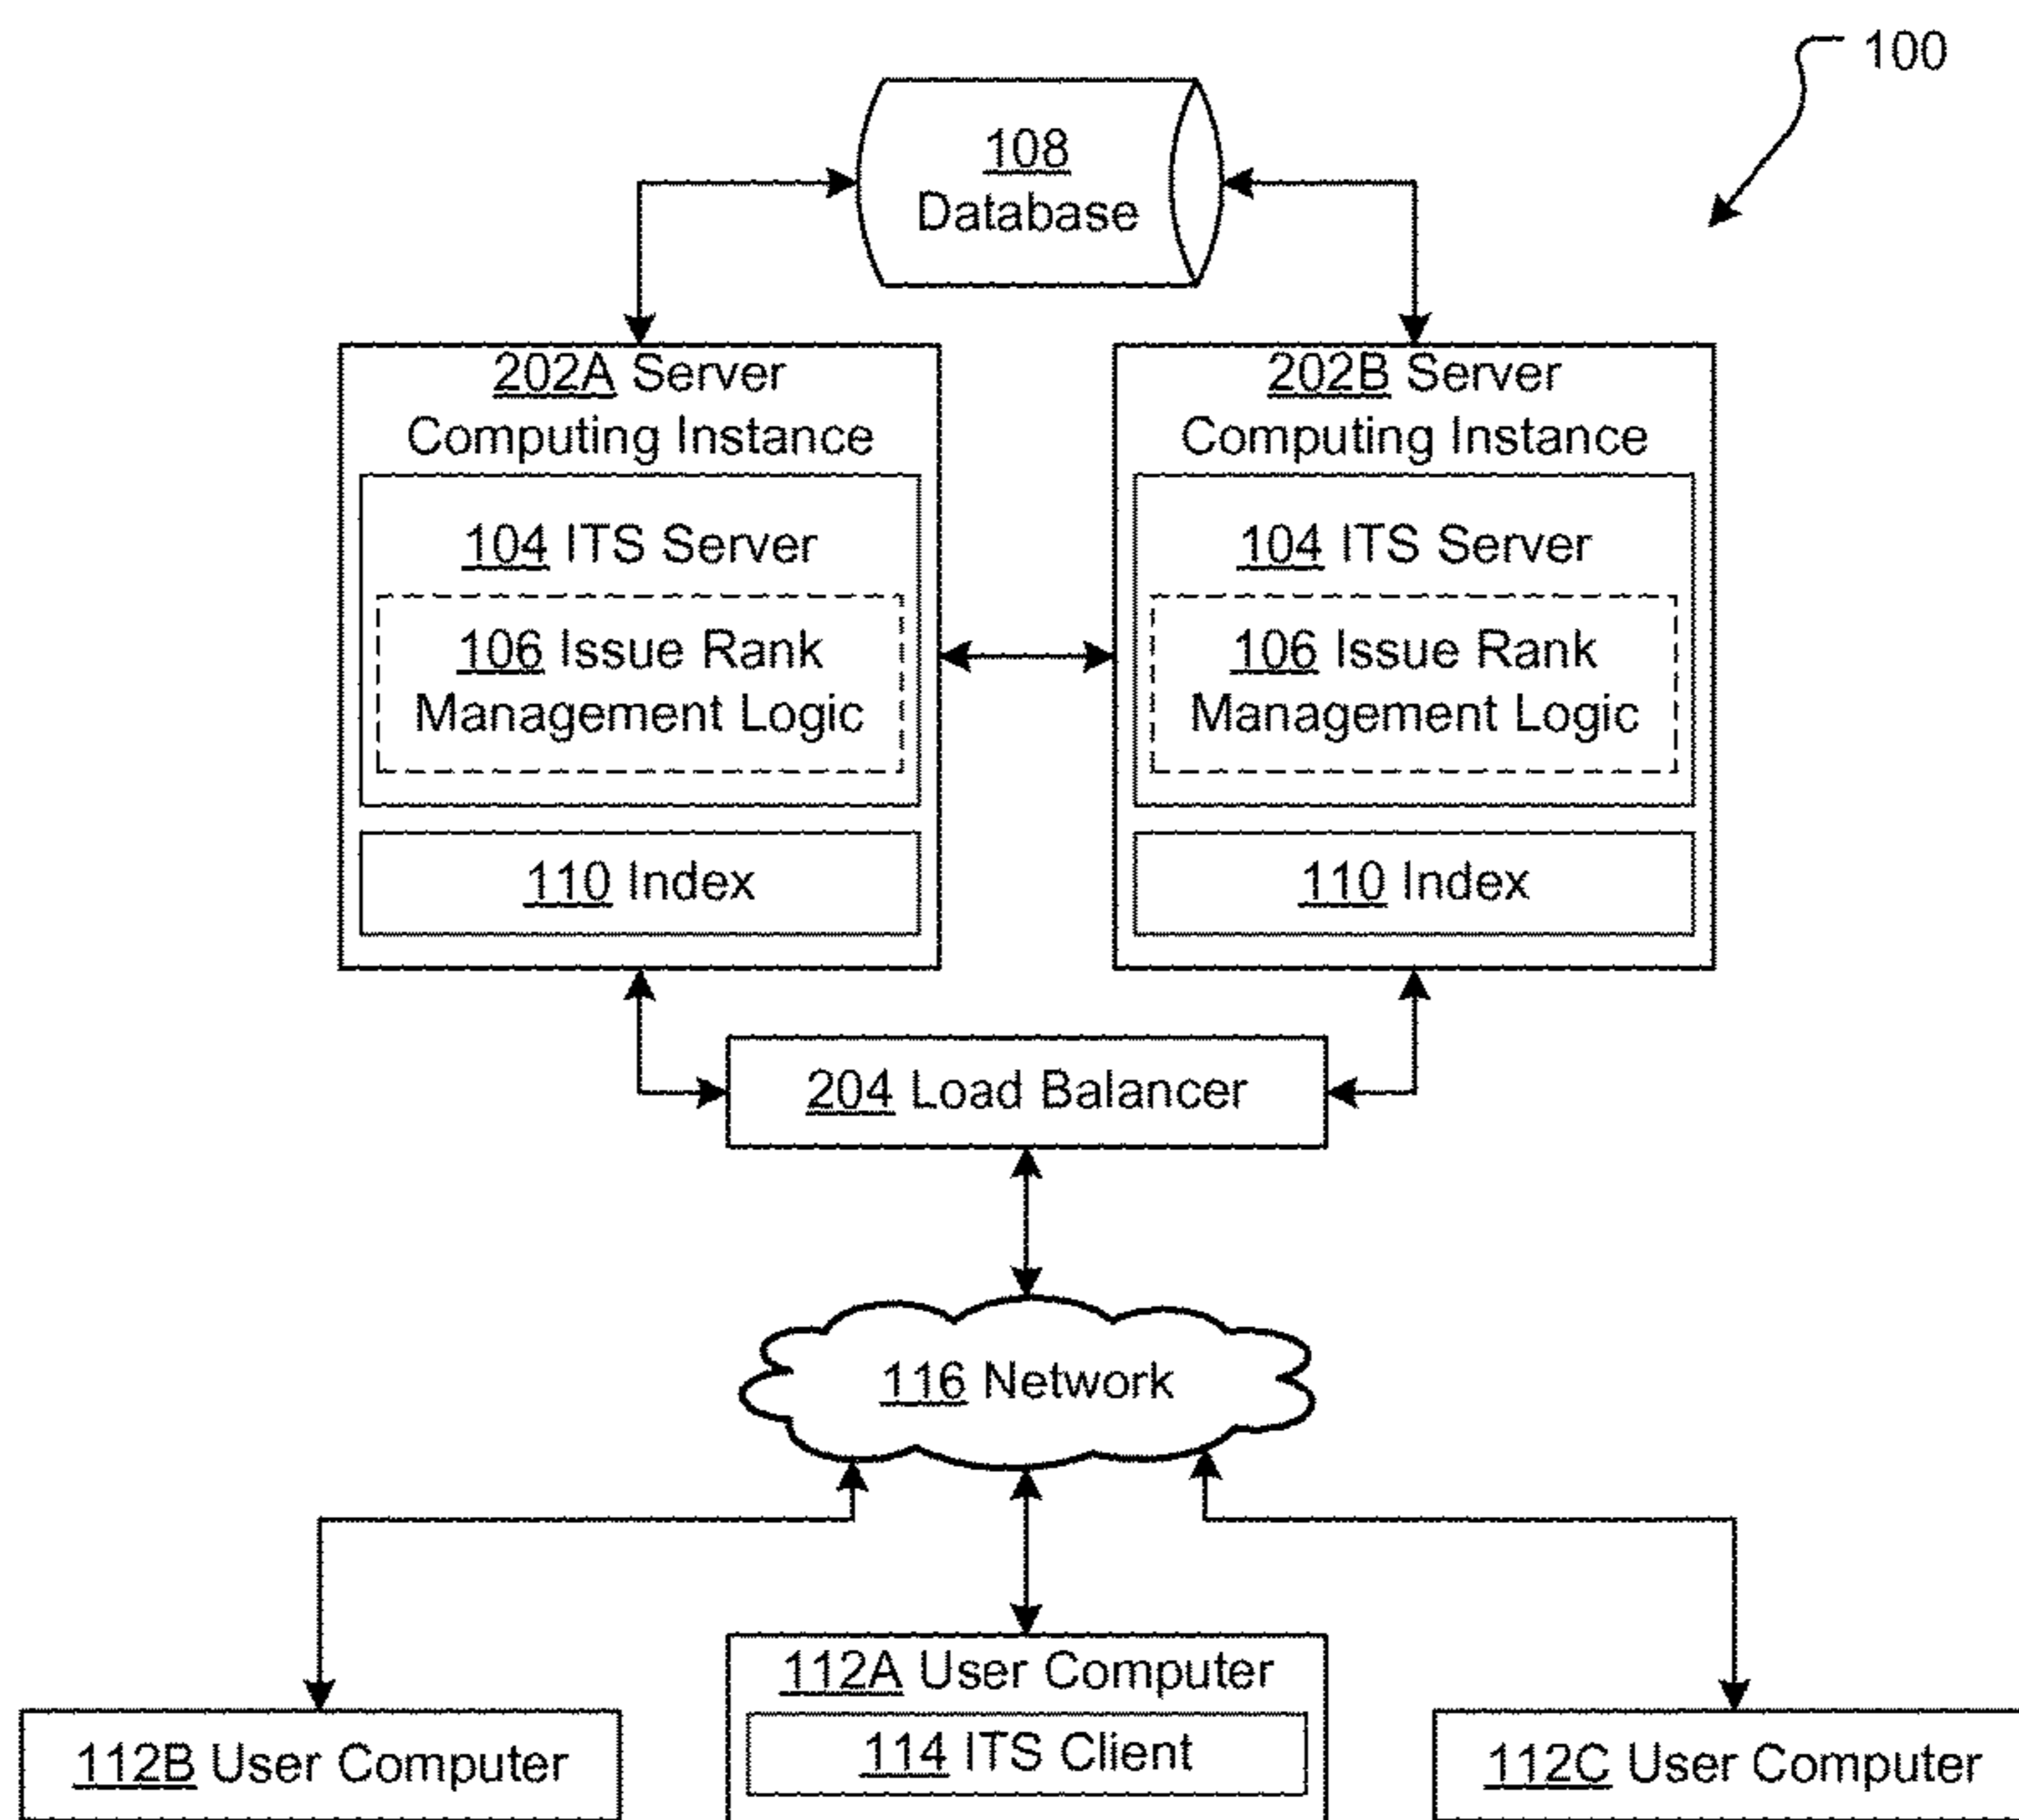 100
108
Database
202A Server
Computing Instance
104 ITS Server
106 Issue Rank
Management Logic
110 Index
202B Server
Computing Instance
104 ITS Server
106 Issue Rank
Management Logic
110 Index
204 Load Balancer
116 Network
112B User Computer
112A User Computer
114 ITS Client
112C User Computer